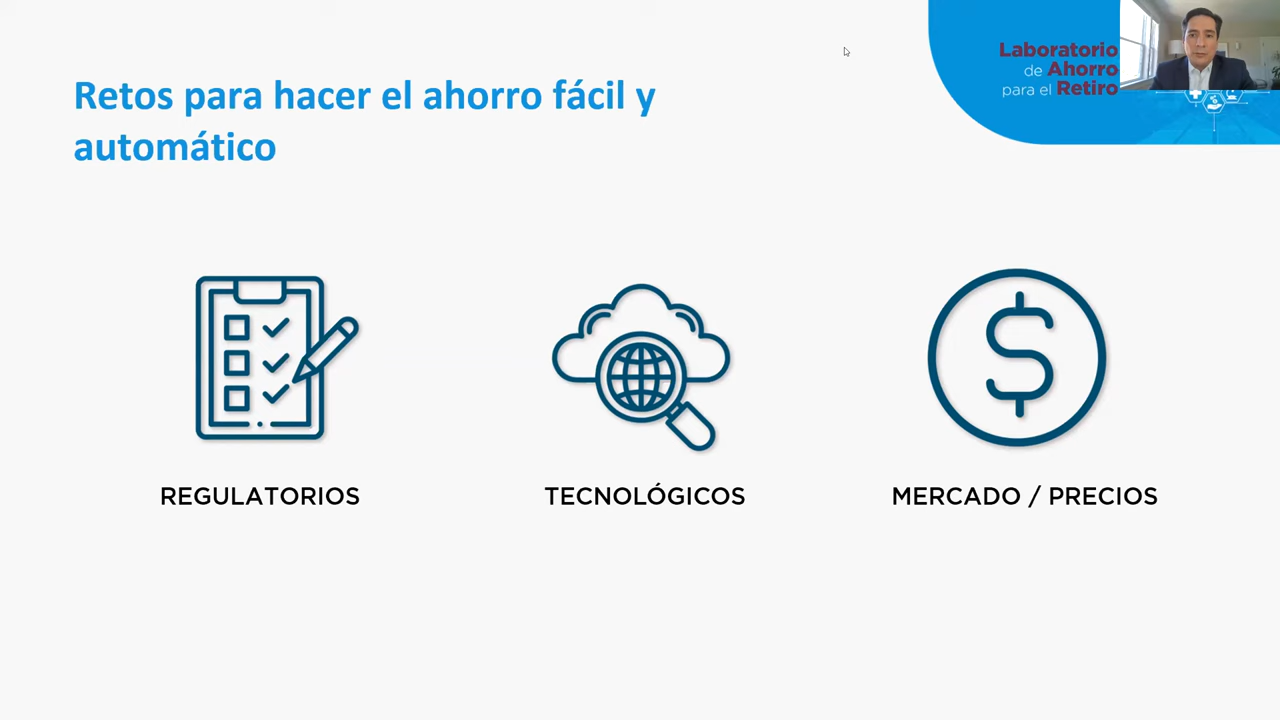 Retos para hacer el ahorro fácil y
automático
Laboratorio
de Ahorro
para el Retiro
REGULATORIOS
TECNOLÓGICOS
MERCADO / PRECIOS